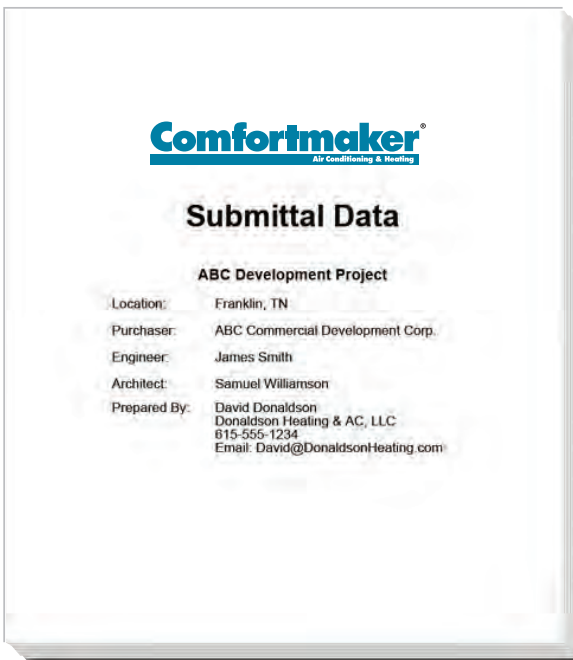 Comfortmaker®
Air Conditioning & Heating
Submittal Data
ABC Development Project
Location: Franklin, TN
Purchaser: ABC Commercial Development Corp.
Engineer: James Smith
Architect: Samuel Williamson
Prepared By: David Donaldson
Donaldson Heating & AC, LLC
615-555-1234
Email: David@DonaldsonHeating.com